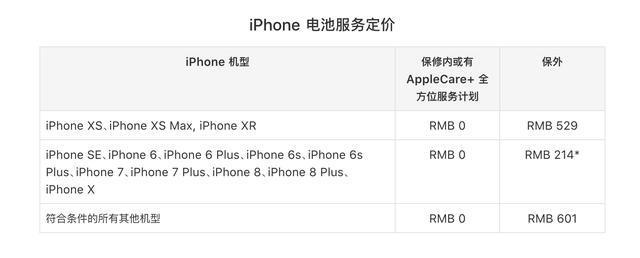 iPhone 电池服务定价
iPhone 机型
保修内或有
AppleCare+ 全
方位服务计划
保外
iPhone XS、iPhone XS Max, iPhone XR
RMB 0
RMB 529
iPhone SE、iPhone 6、iPhone 6 Plus、iPhone 6s、iPhone 6s
Plus、iPhone 7、iPhone 7 Plus、iPhone 8、iPhone 8 Plus、
iPhone X
RMB 0
RMB 214*
符合条件的所有其他机型
RMB 0
RMB 601